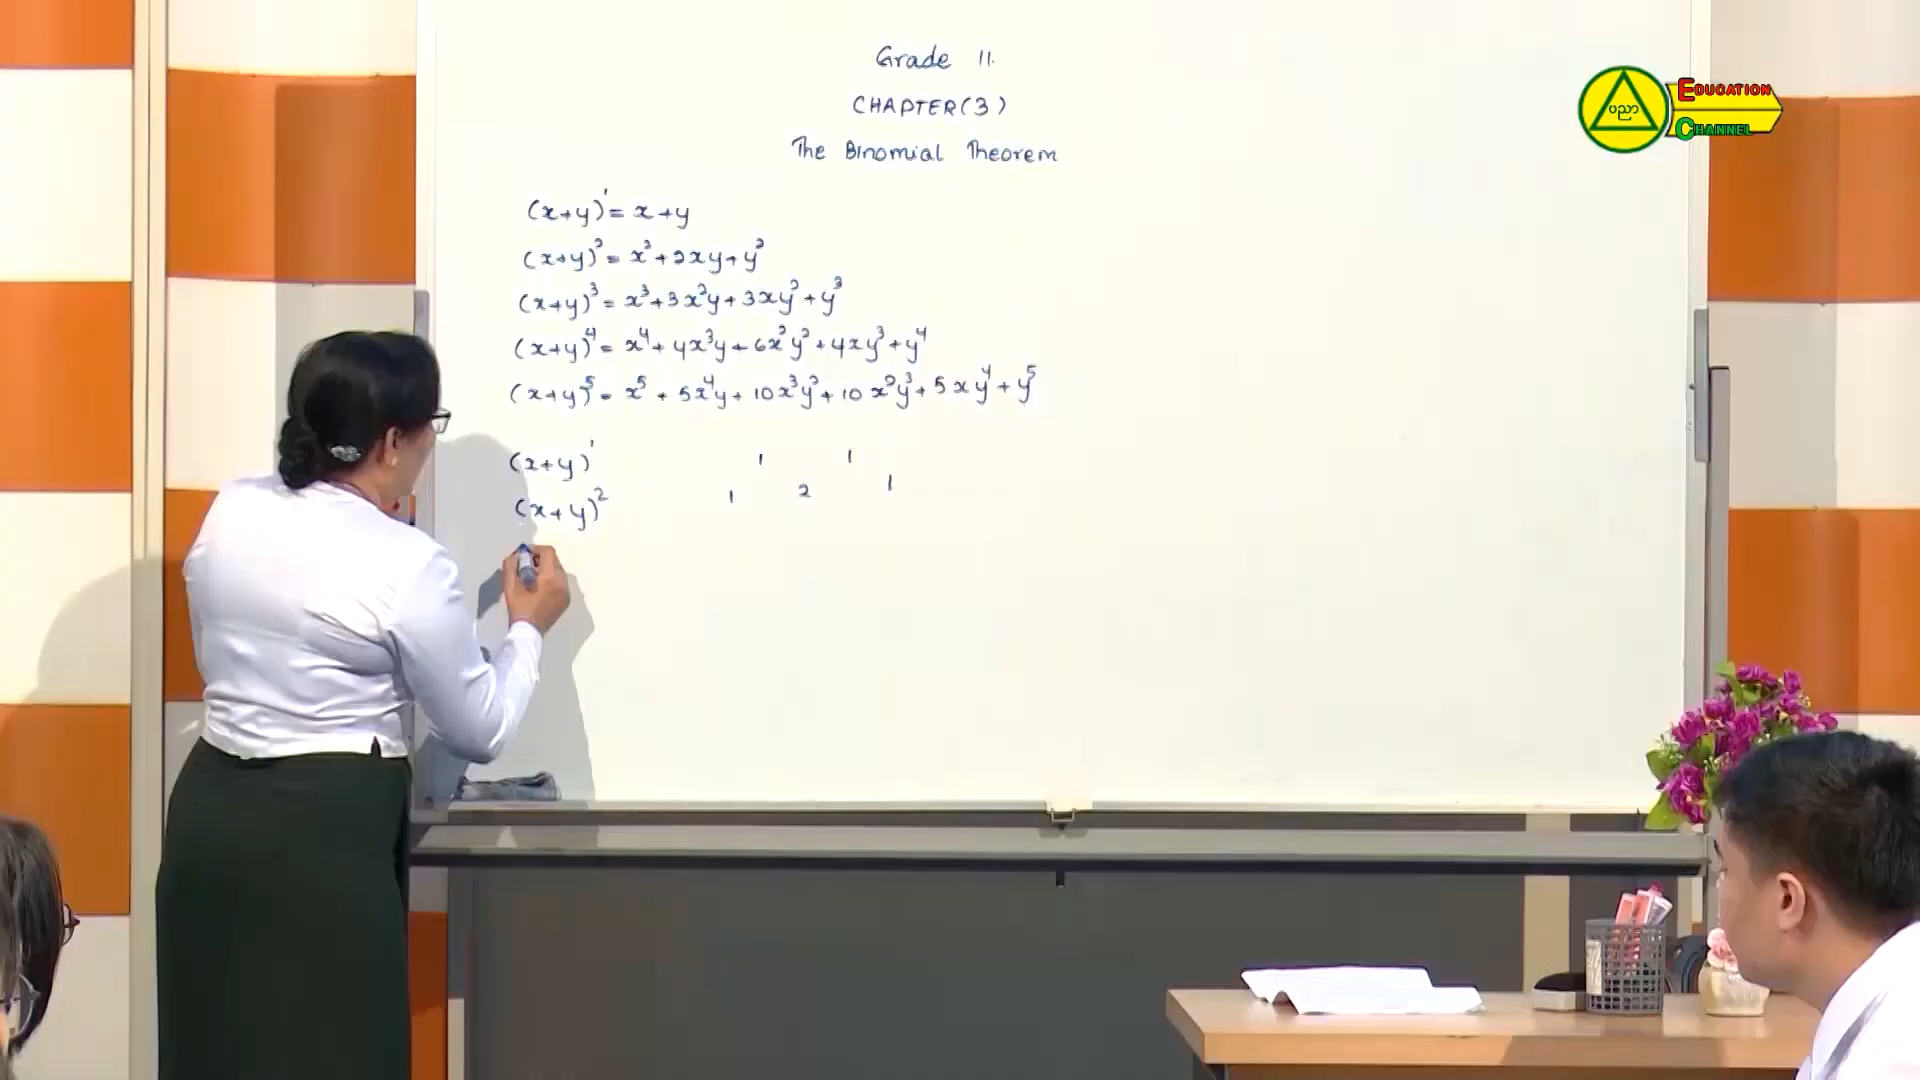 Grade 11.
CHAPTER(3)
The Binomial Theorem
(x+y)¹ = x+y
(x+y)² = x²+2xy+y²
(x+y)³ = x³+3x²y+3xy²+y³
(x+y)⁴ = x⁴+4x³y+6x²y²+4xy³+y⁴
(x+y)⁵ = x⁵+5x⁴y+10x³y²+10x²y³+5xy⁴+y⁵
(x+y)¹ 1 1
(x+y)² 1 2 1
ပညာ
EDUCATION
CHANNEL